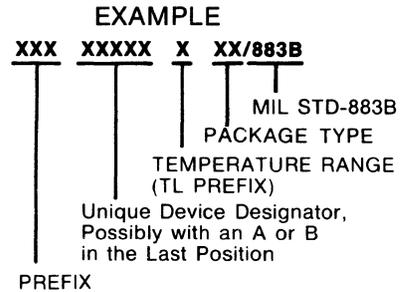 EXAMPLE
XXX XXXXX X XX/883B
MIL STD-883B
PACKAGE TYPE
TEMPERATURE RANGE
(TL PREFIX)
Unique Device Designator,
Possibly with an A or B
in the Last Position
PREFIX